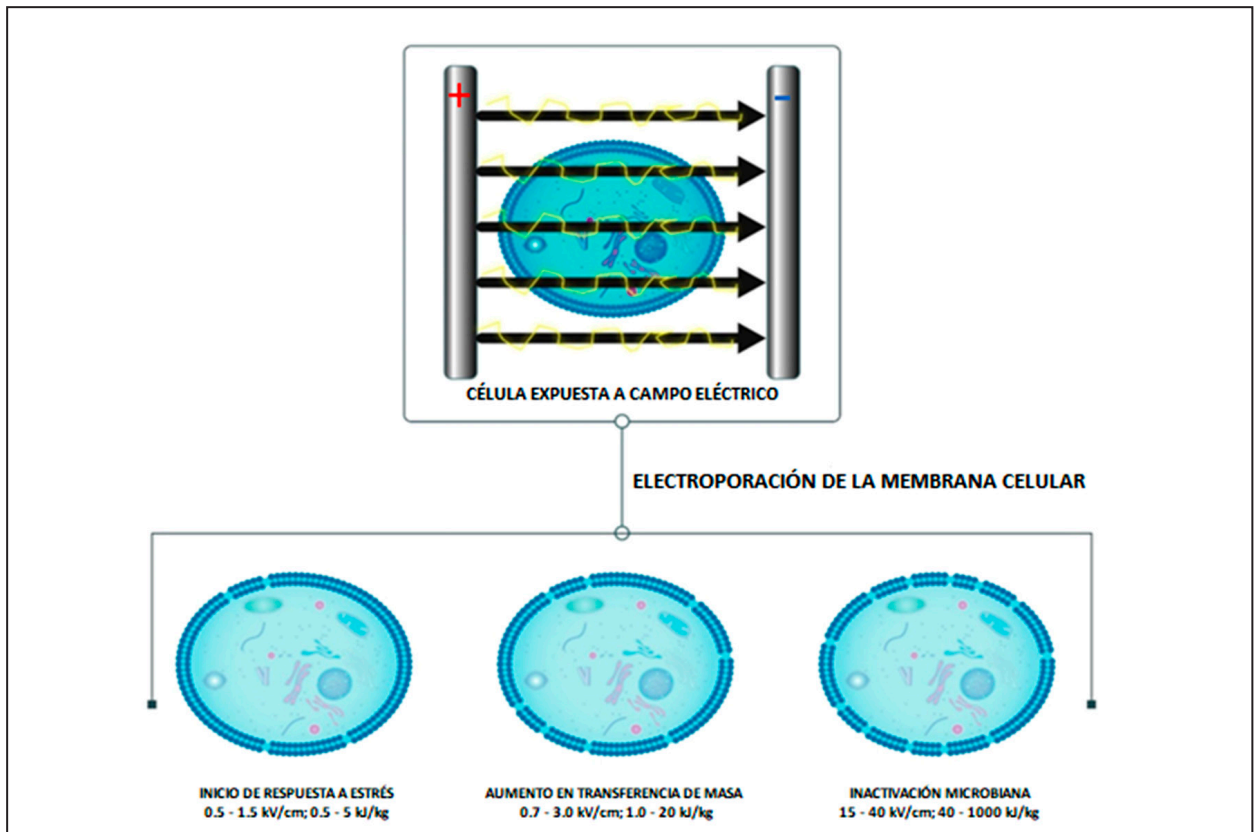 +
-
CÉLULA EXPUESTA A CAMPO ELÉCTRICO
ELECTROPORACIÓN DE LA MEMBRANA CELULAR
INICIO DE RESPUESTA A ESTRÉS
0.5 - 1.5 kV/cm; 0.5 - 5 kJ/kg
AUMENTO EN TRANSFERENCIA DE MASA
0.7 - 3.0 kV/cm; 1.0 - 20 kJ/kg
INACTIVACIÓN MICROBIANA
15 - 40 kV/cm; 40 - 1000 kJ/kg